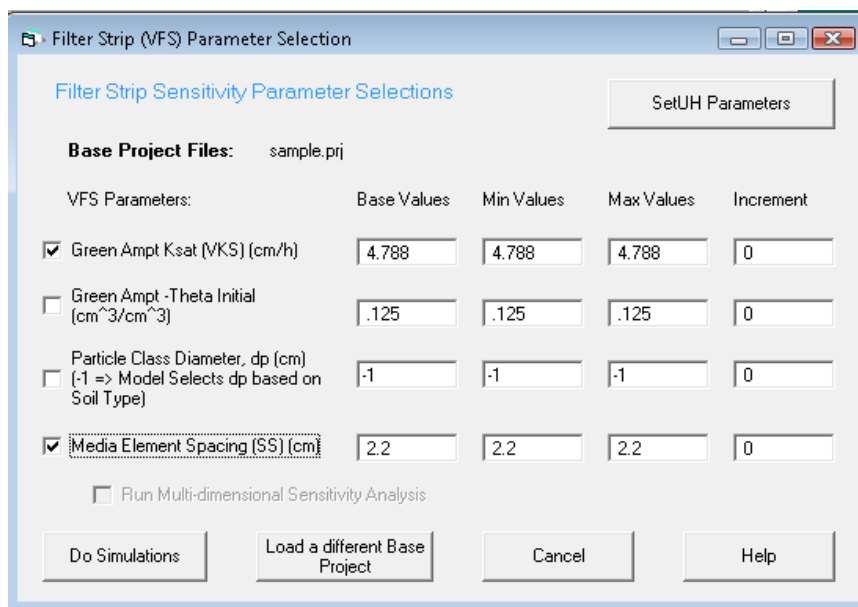 Filter Strip (VFS) Parameter Selection
Filter Strip Sensitivity Parameter Selections
SetUH Parameters
Base Project Files: sample.prj
VFS Parameters: Base Values Min Values Max Values Increment
Green Ampt Ksat (VKS) (cm/h) 4.788 4.788 4.788 0
Green Ampt -Theta Initial
(cm^3/cm^3) .125 .125 .125 0
Particle Class Diameter, dp (cm)
(-1 => Model Selects dp based on -1 -1 -1 0
Soil Type)
Media Element Spacing (SS) (cm) 2.2 2.2 2.2 0
Run Multi-dimensional Sensitivity Analysis
Do Simulations Load a different Base Cancel Help
Project